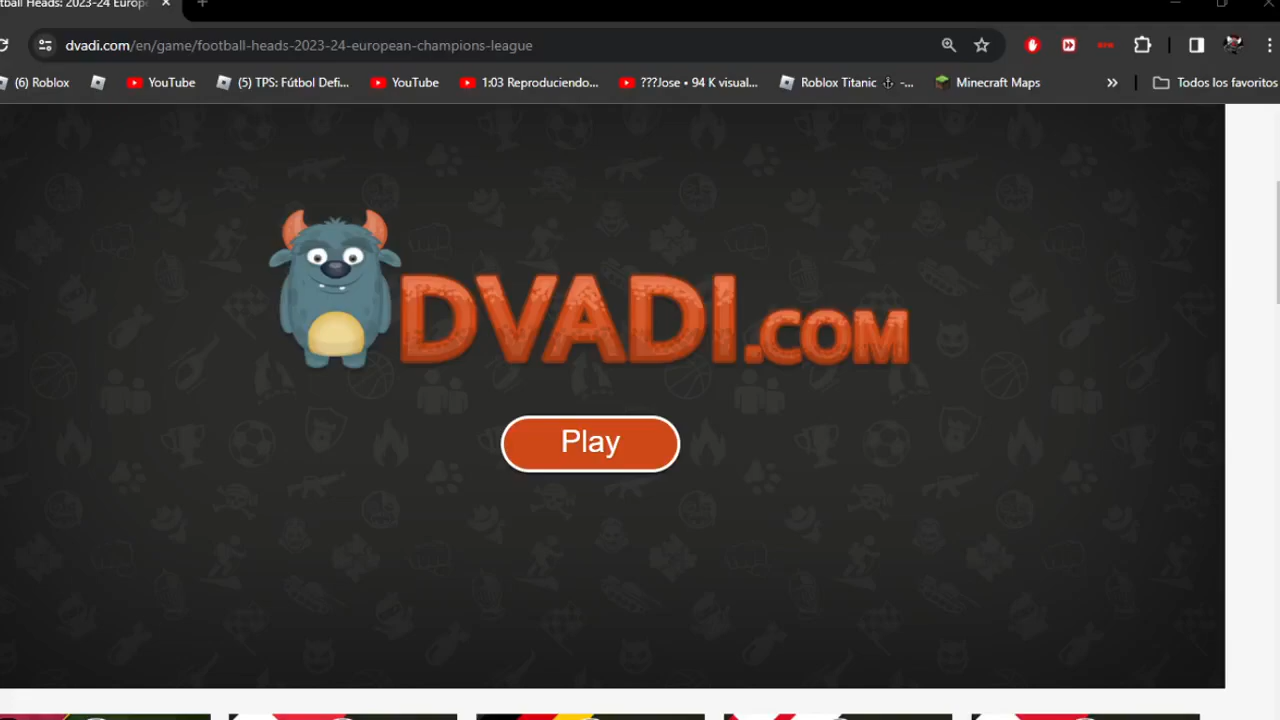 tball Heads: 2023-24 Europ
dvadi.com/en/game/football-heads-2023-24-european-champions-league
(6) Roblox
YouTube
(5) TPS: Fútbol Defi...
YouTube
1:03 Reproduciendo...
???Jose • 94 K visual...
Roblox Titanic ⚓ -...
Minecraft Maps
»
Todos los favoritos
DVADI.COM
Play